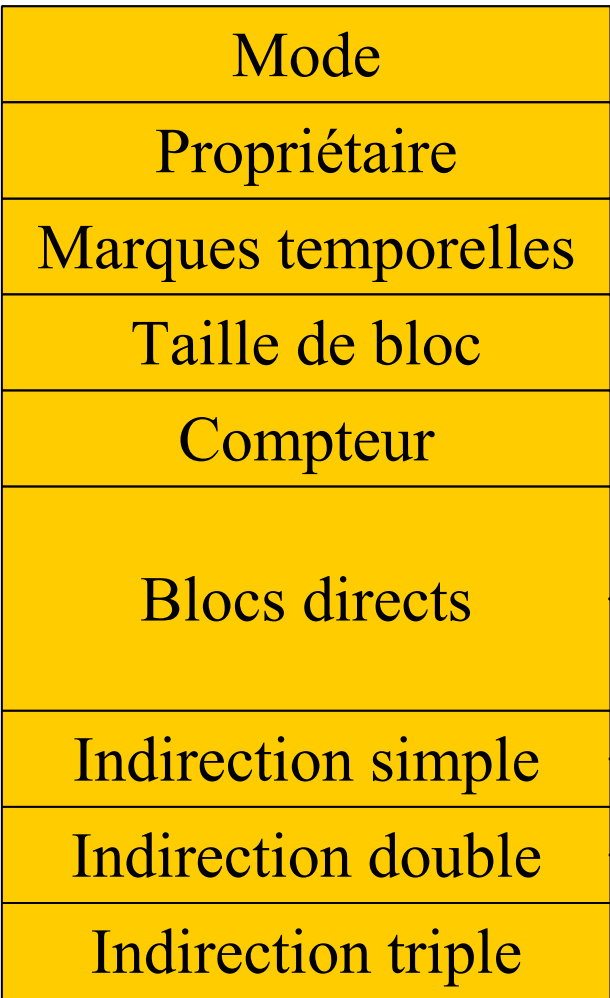 Mode
Propriétaire
Marques temporelles
Taille de bloc
Compteur
Blocs directs
Indirection simple
Indirection double
Indirection triple